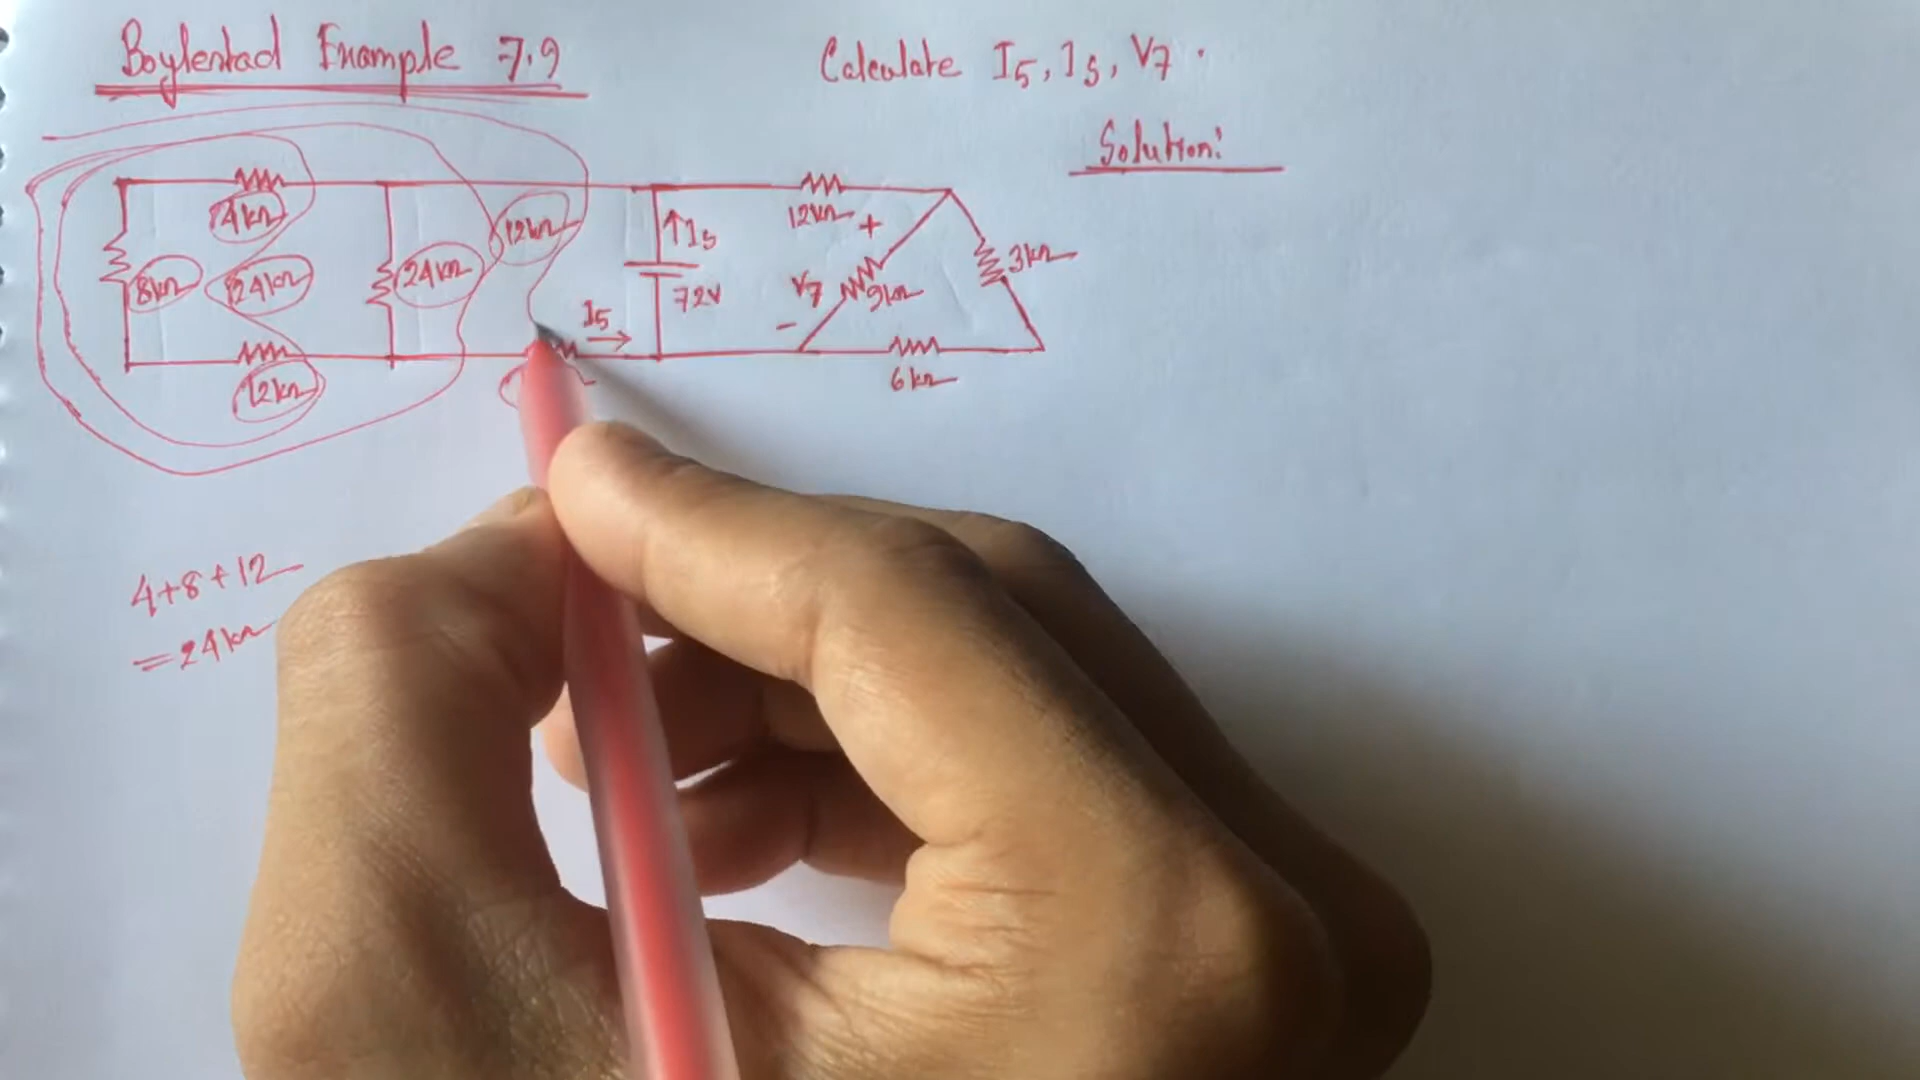 Boylestad Example 7.9
Calculate I5, Is, V7.
Solution:
4kΩ
12kΩ
12kΩ
+
↑Is
8kΩ
24kΩ
24kΩ
3kΩ
V7
9kΩ
72V
I5 →
-
12kΩ
6kΩ
4+8+12
=24kΩ